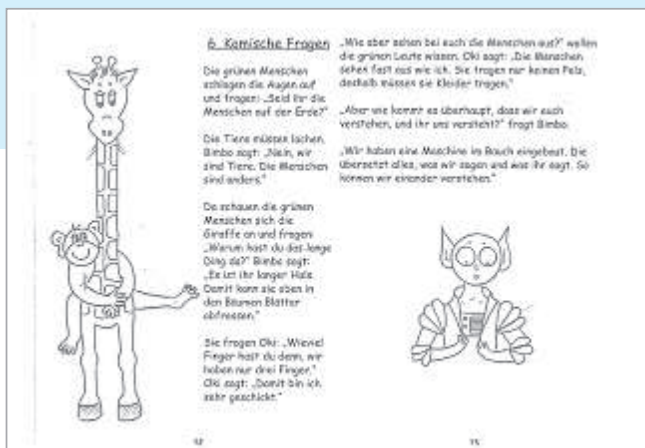 6. Komische Fragen
Die grünen Menschen
schlagen die Augen auf
und fragen: „Seid ihr die
Menschen auf der Erde?"
Die Tiere müssen lachen.
Bimbo sagt: „Nein, wir
sind Tiere. Die Menschen
sind anders."
Da schauen die grünen
Menschen sich die
Giraffe an und fragen:
„Warum hast du das lange
Ding da?" Bimbo sagt:
„Es ist ihr langer Hals.
Damit kann sie oben in
den Bäumen Blätter
abfressen."
Sie fragen Oki: „Wieviel
Finger hast du denn, wir
haben nur drei Finger."
Oki sagt: „Damit bin ich
sehr geschickt."
„Wie aber sehen bei euch die Menschen aus?" wollen
die grünen Leute wissen. Oki sagt: „Die Menschen
sehen fast aus wie ich. Sie tragen nur keinen Pelz,
deshalb müssen sie Kleider tragen."
„Aber wie kommt es überhaupt, dass wir euch
verstehen, und ihr uns versteht?" fragt Bimbo.
„Wir haben eine Maschine im Bauch eingebaut. Die
übersetzt alles, was wir sagen und was ihr sagt. So
können wir einander verstehen."